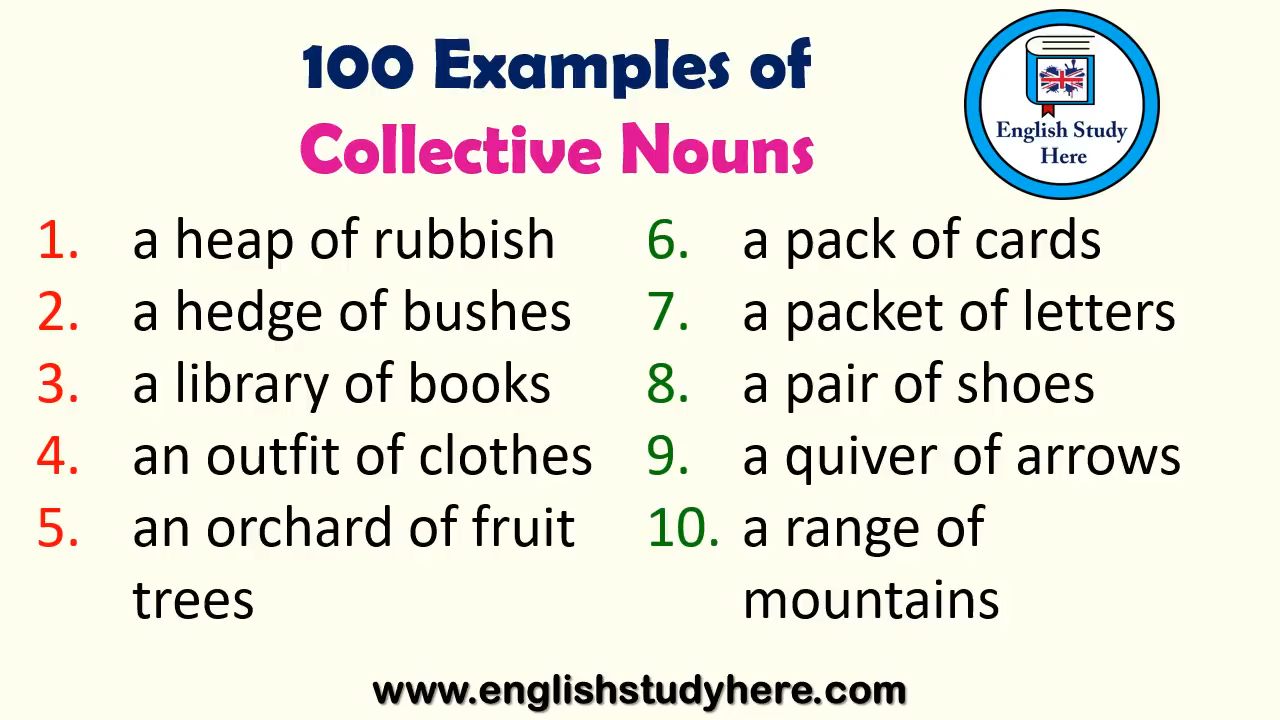 100 Examples of
Collective Nouns
English Study
Here
1. a heap of rubbish
2. a hedge of bushes
3. a library of books
4. an outfit of clothes
5. an orchard of fruit
trees
6. a pack of cards
7. a packet of letters
8. a pair of shoes
9. a quiver of arrows
10. a range of
mountains
www.englishstudyhere.com